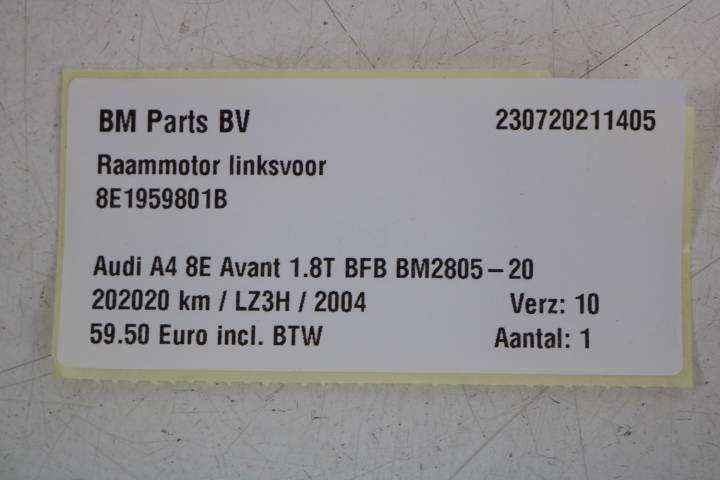 BM Parts BV 230720211405
Raammotor linksvoor
8E1959801B
Audi A4 8E Avant 1.8T BFB BM2805-20
202020 km / LZ3H / 2004 Verz: 10
59.50 Euro incl. BTW Aantal: 1